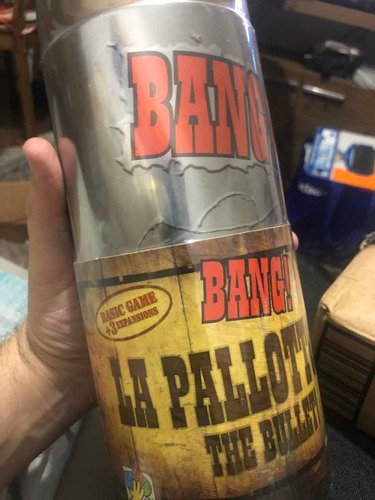 BANG
BANG!
BASIC GAME
+3 EXPANSIONS
LA PALLOTT
THE BULLET